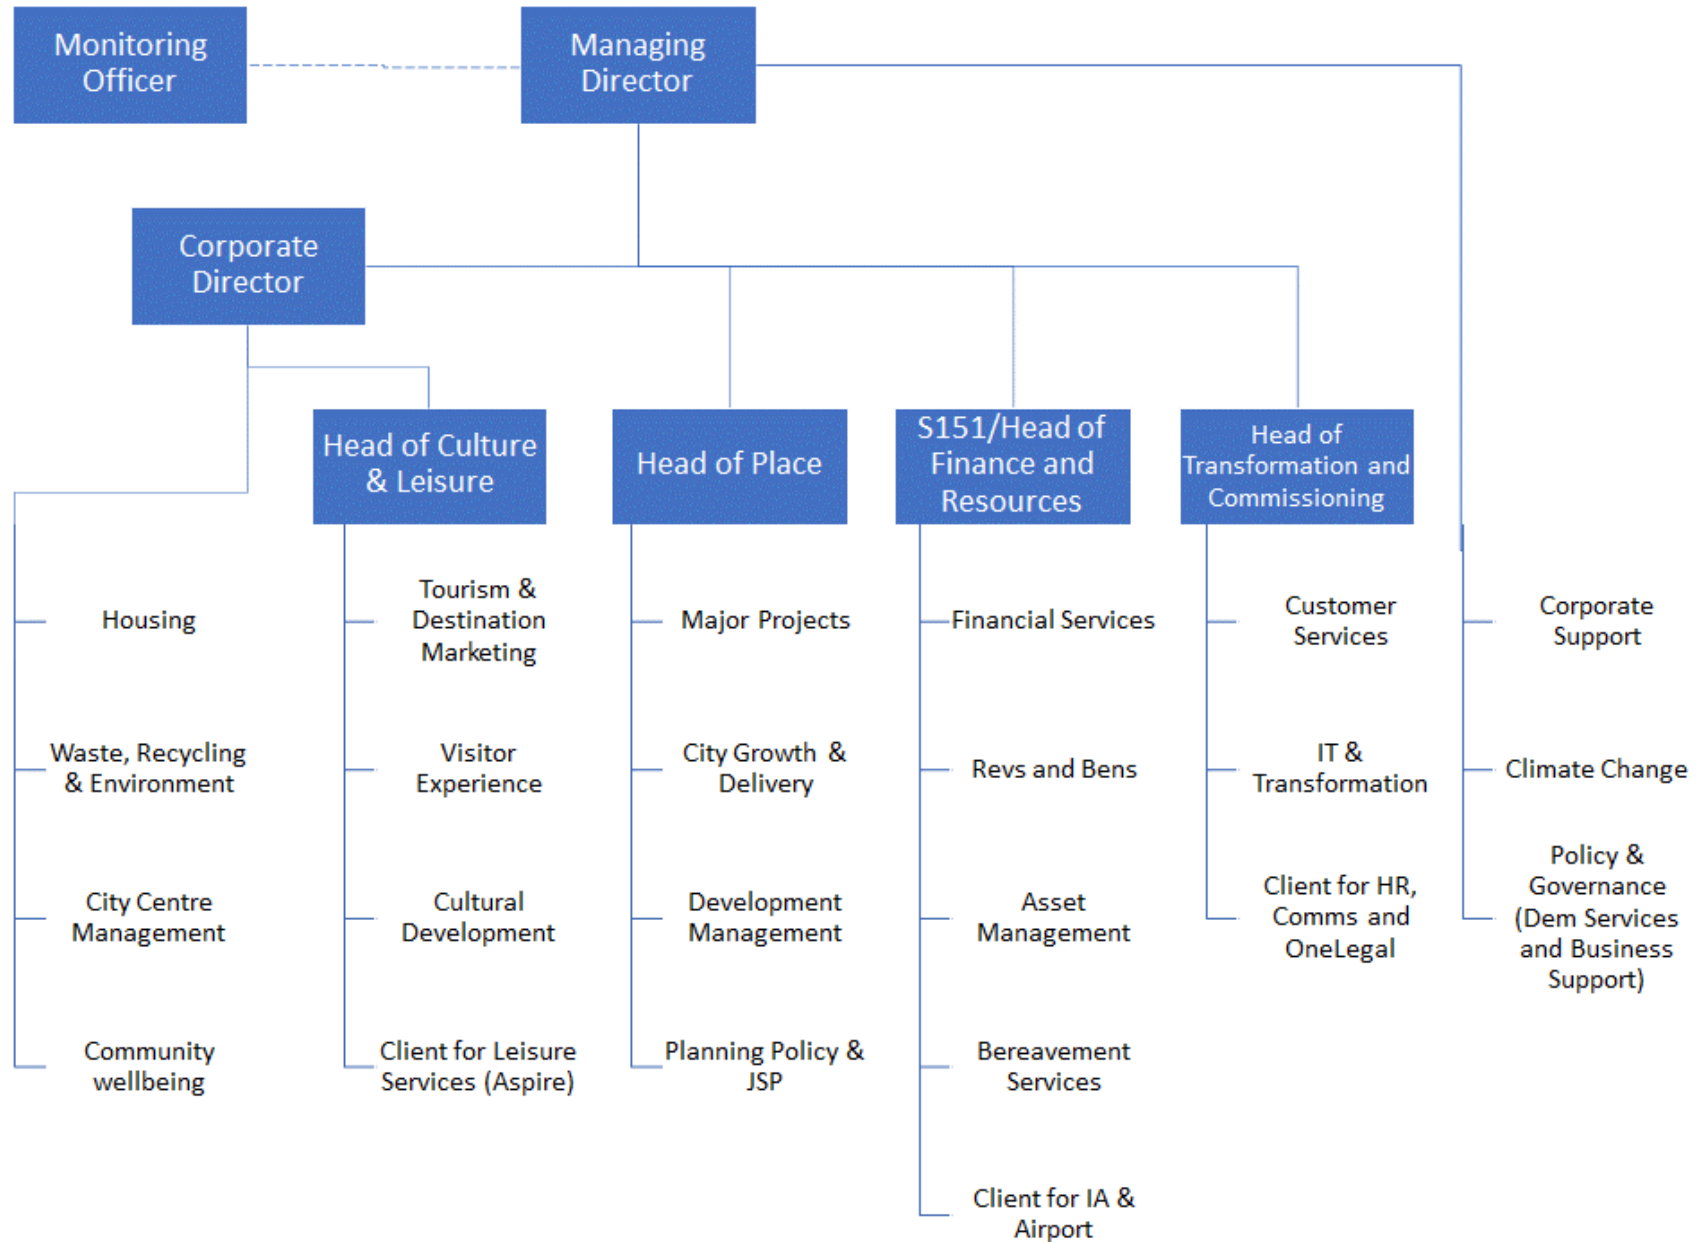 Monitoring
Officer
Managing
Director
Corporate
Director
Head of Culture
& Leisure
Head of Place
S151/Head of
Finance and
Resources
Head of
Transformation and
Commissioning
Housing
Waste, Recycling
& Environment
City Centre
Management
Community
wellbeing
Tourism &
Destination
Marketing
Visitor
Experience
Cultural
Development
Client for Leisure
Services (Aspire)
Major Projects
City Growth &
Delivery
Development
Management
Planning Policy &
JSP
Financial Services
Revs and Bens
Asset
Management
Bereavement
Services
Client for IA &
Airport
Customer
Services
IT &
Transformation
Client for HR,
Comms and
OneLegal
Corporate
Support
Climate Change
Policy &
Governance
(Dem Services
and Business
Support)